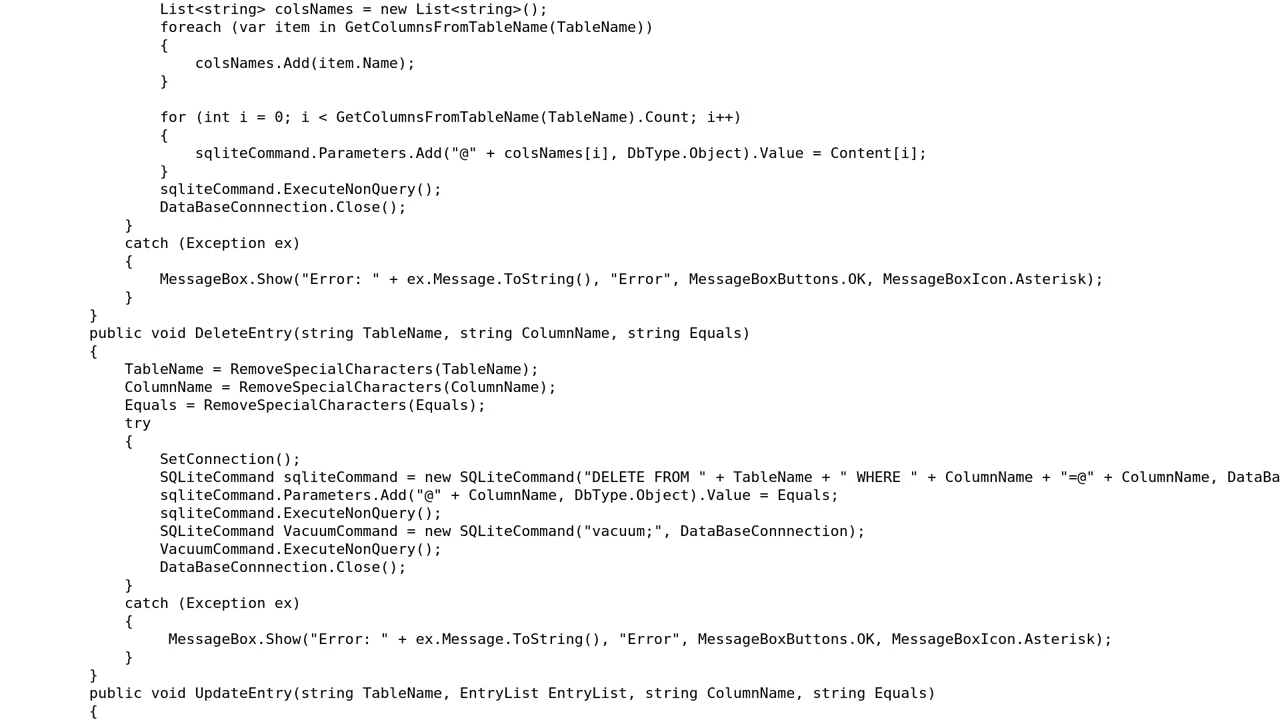 List<string> colsNames = new List<string>();
foreach (var item in GetColumnsFromTableName(TableName))
{
colsNames.Add(item.Name);
}
for (int i = 0; i < GetColumnsFromTableName(TableName).Count; i++)
{
sqliteCommand.Parameters.Add("@" + colsNames[i], DbType.Object).Value = Content[i];
}
sqliteCommand.ExecuteNonQuery();
DataBaseConnnection.Close();
}
catch (Exception ex)
{
MessageBox.Show("Error: " + ex.Message.ToString(), "Error", MessageBoxButtons.OK, MessageBoxIcon.Asterisk);
}
}
public void DeleteEntry(string TableName, string ColumnName, string Equals)
{
TableName = RemoveSpecialCharacters(TableName);
ColumnName = RemoveSpecialCharacters(ColumnName);
Equals = RemoveSpecialCharacters(Equals);
try
{
SetConnection();
SQLiteCommand sqliteCommand = new SQLiteCommand("DELETE FROM " + TableName + " WHERE " + ColumnName + "=@" + ColumnName, DataBa
sqliteCommand.Parameters.Add("@" + ColumnName, DbType.Object).Value = Equals;
sqliteCommand.ExecuteNonQuery();
SQLiteCommand VacuumCommand = new SQLiteCommand("vacuum;", DataBaseConnnection);
VacuumCommand.ExecuteNonQuery();
DataBaseConnnection.Close();
}
catch (Exception ex)
{
MessageBox.Show("Error: " + ex.Message.ToString(), "Error", MessageBoxButtons.OK, MessageBoxIcon.Asterisk);
}
}
public void UpdateEntry(string TableName, EntryList EntryList, string ColumnName, string Equals)
{